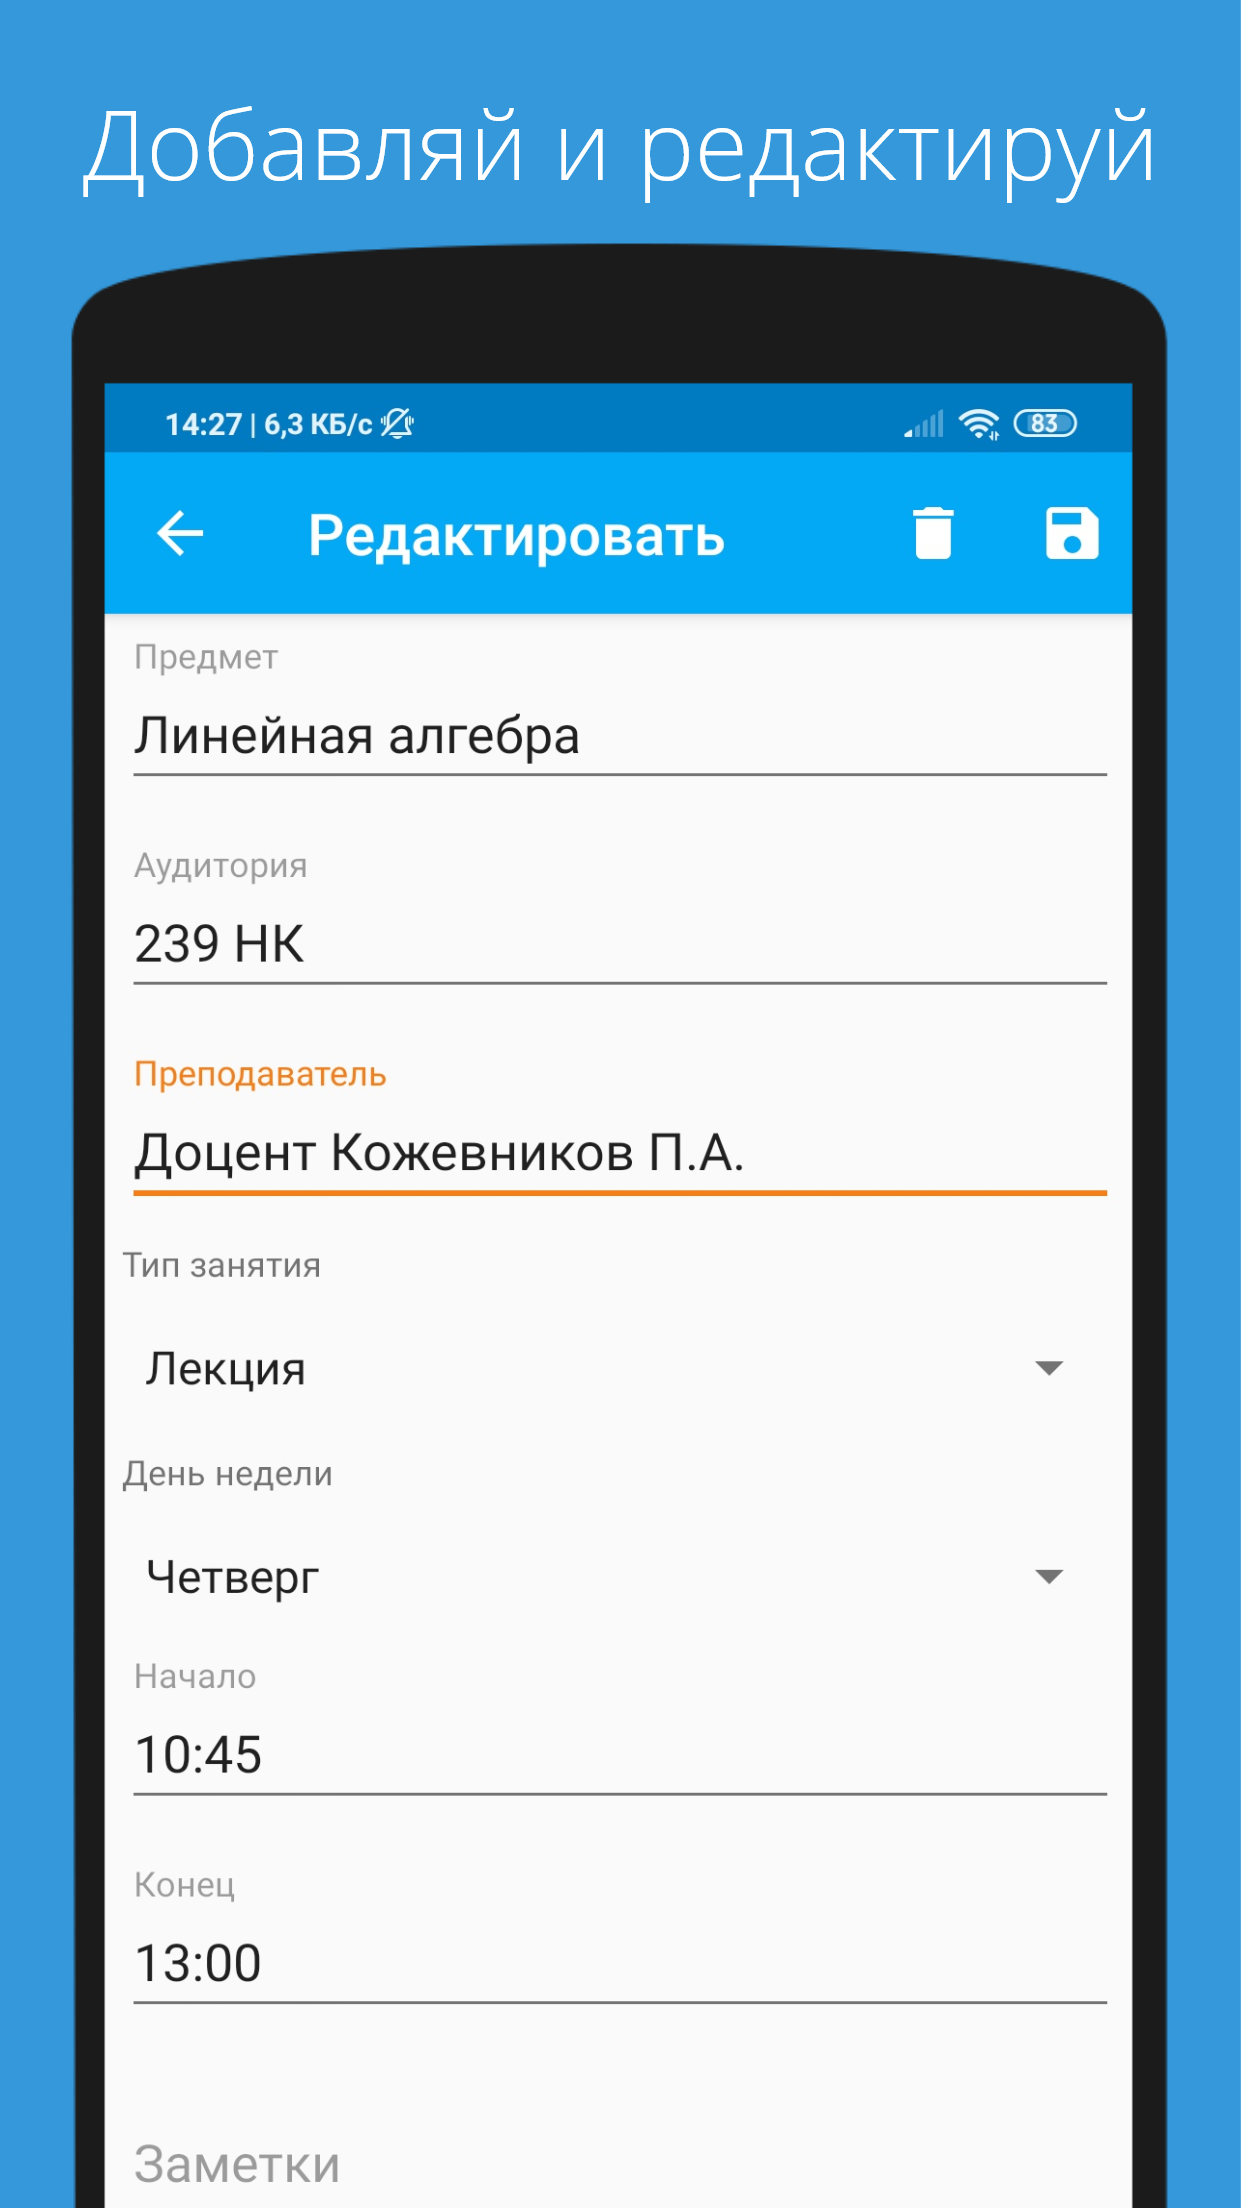 Добавляй и редактируй
14:27 | 6,3 КБ/с
83
Редактировать
Предмет
Линейная алгебра
Аудитория
239 НК
Преподаватель
Доцент Кожевников П.А.
Тип занятия
Лекция
День недели
Четверг
Начало
10:45
Конец
13:00
Заметки